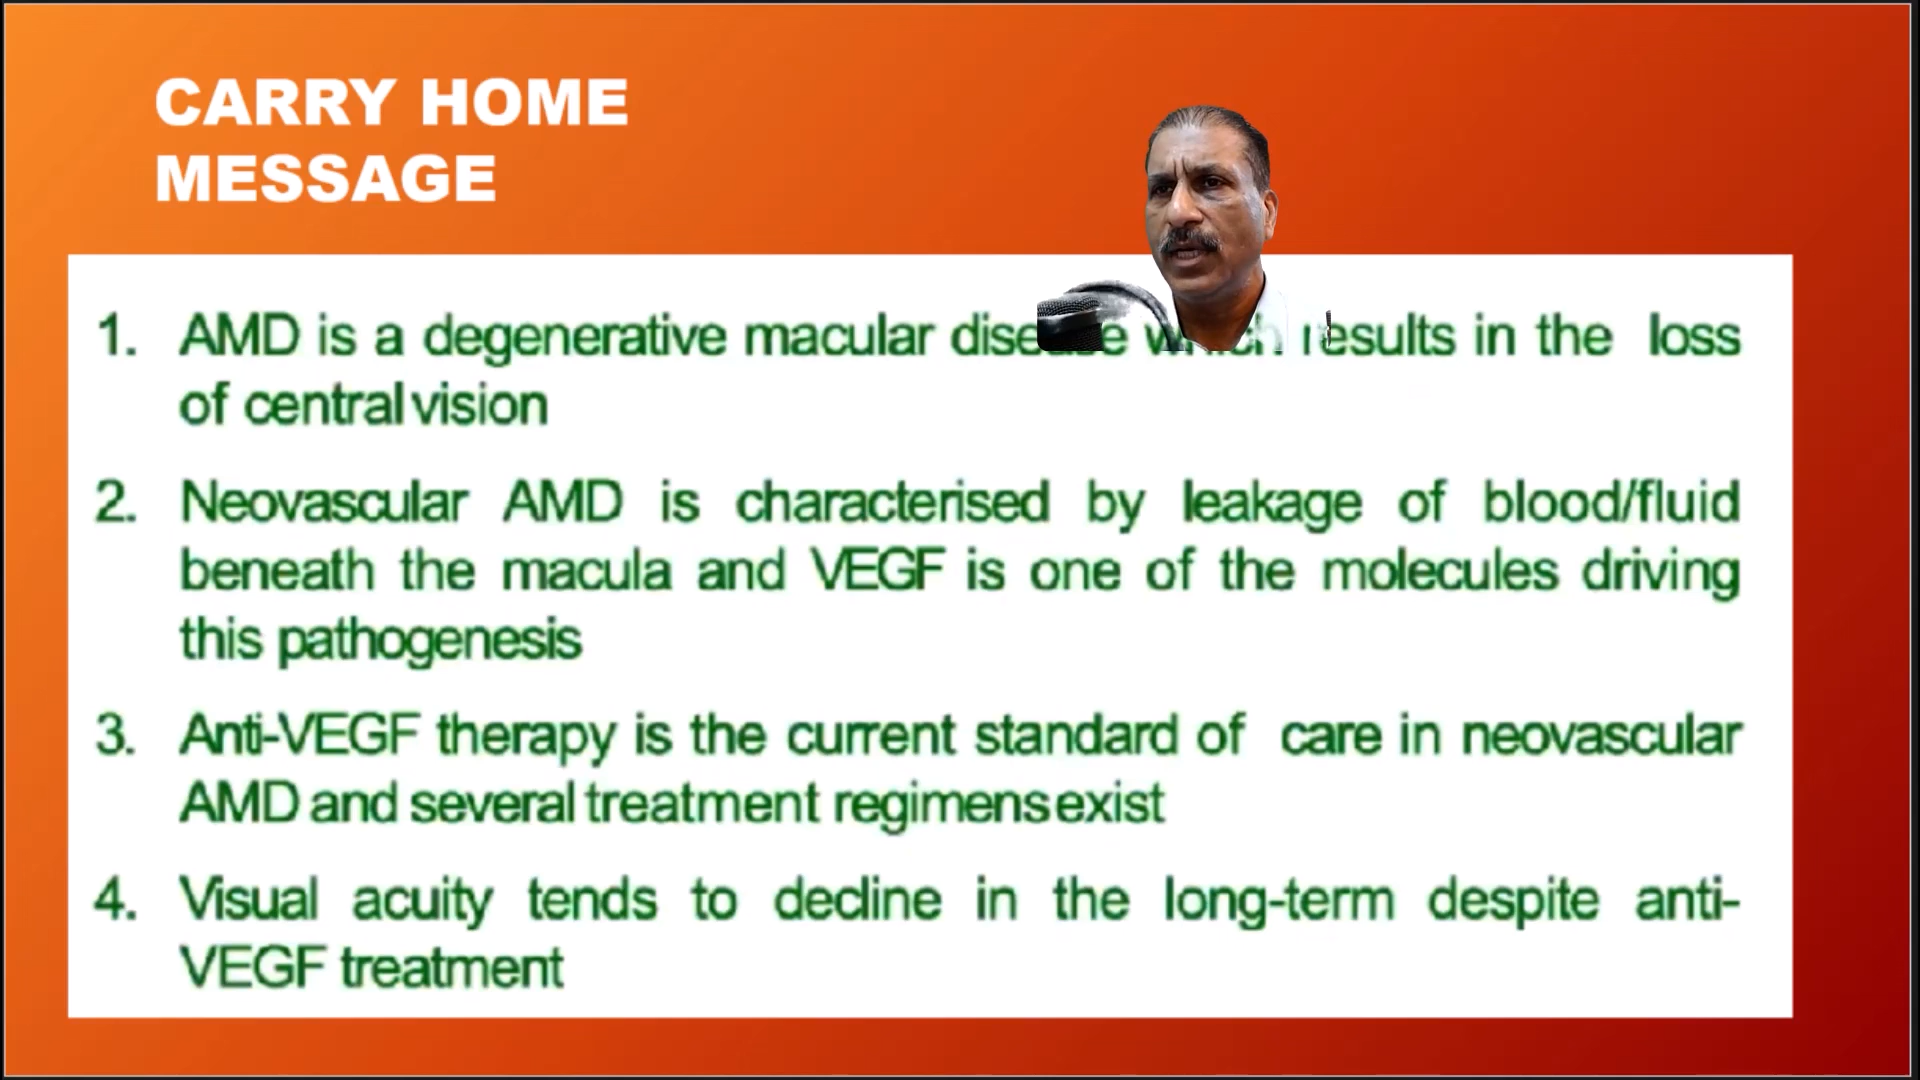 CARRY HOME
MESSAGE
1. AMD is a degenerative macular disease which results in the loss
of central vision
2. Neovascular AMD is characterised by leakage of blood/fluid
beneath the macula and VEGF is one of the molecules driving
this pathogenesis
3. Anti-VEGF therapy is the current standard of care in neovascular
AMD and several treatment regimens exist
4. Visual acuity tends to decline in the long-term despite anti-
VEGF treatment